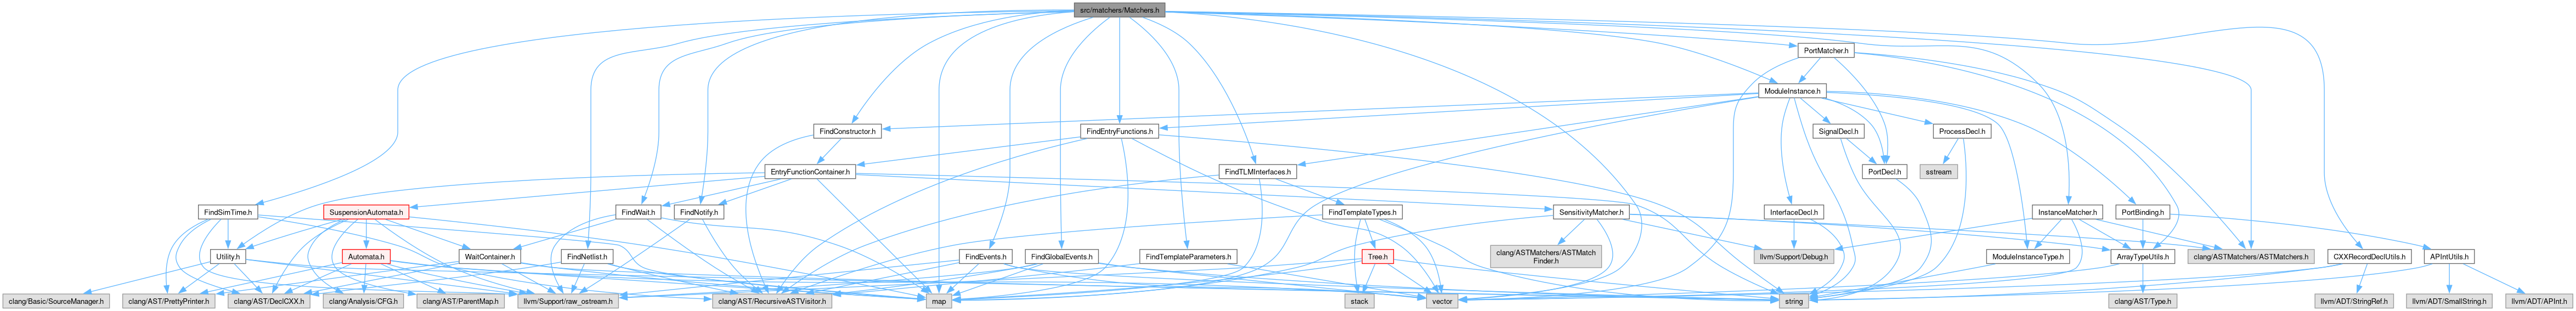 src/matchers/Matchers.h
PortMatcher.h
ModuleInstance.h
FindConstructor.h
FindEntryFunctions.h
SignalDecl.h
ProcessDecl.h
EntryFunctionContainer.h
FindTLMInterfaces.h
PortDecl.h
sstream
FindSimTime.h
SuspensionAutomata.h
FindWait.h
FindNotify.h
FindTemplateTypes.h
SensitivityMatcher.h
InterfaceDecl.h
InstanceMatcher.h
PortBinding.h
Utility.h
Automata.h
WaitContainer.h
FindNetlist.h
FindEvents.h
FindGlobalEvents.h
FindTemplateParameters.h
Tree.h
clang/ASTMatchers/ASTMatch
Finder.h
llvm/Support/Debug.h
ModuleInstanceType.h
ArrayTypeUtils.h
clang/ASTMatchers/ASTMatchers.h
CXXRecordDeclUtils.h
APIntUtils.h
clang/Basic/SourceManager.h
clang/AST/PrettyPrinter.h
clang/AST/DeclCXX.h
clang/Analysis/CFG.h
clang/AST/ParentMap.h
llvm/Support/raw_ostream.h
clang/AST/RecursiveASTVisitor.h
map
stack
vector
string
clang/AST/Type.h
llvm/ADT/StringRef.h
llvm/ADT/SmallString.h
llvm/ADT/APInt.h